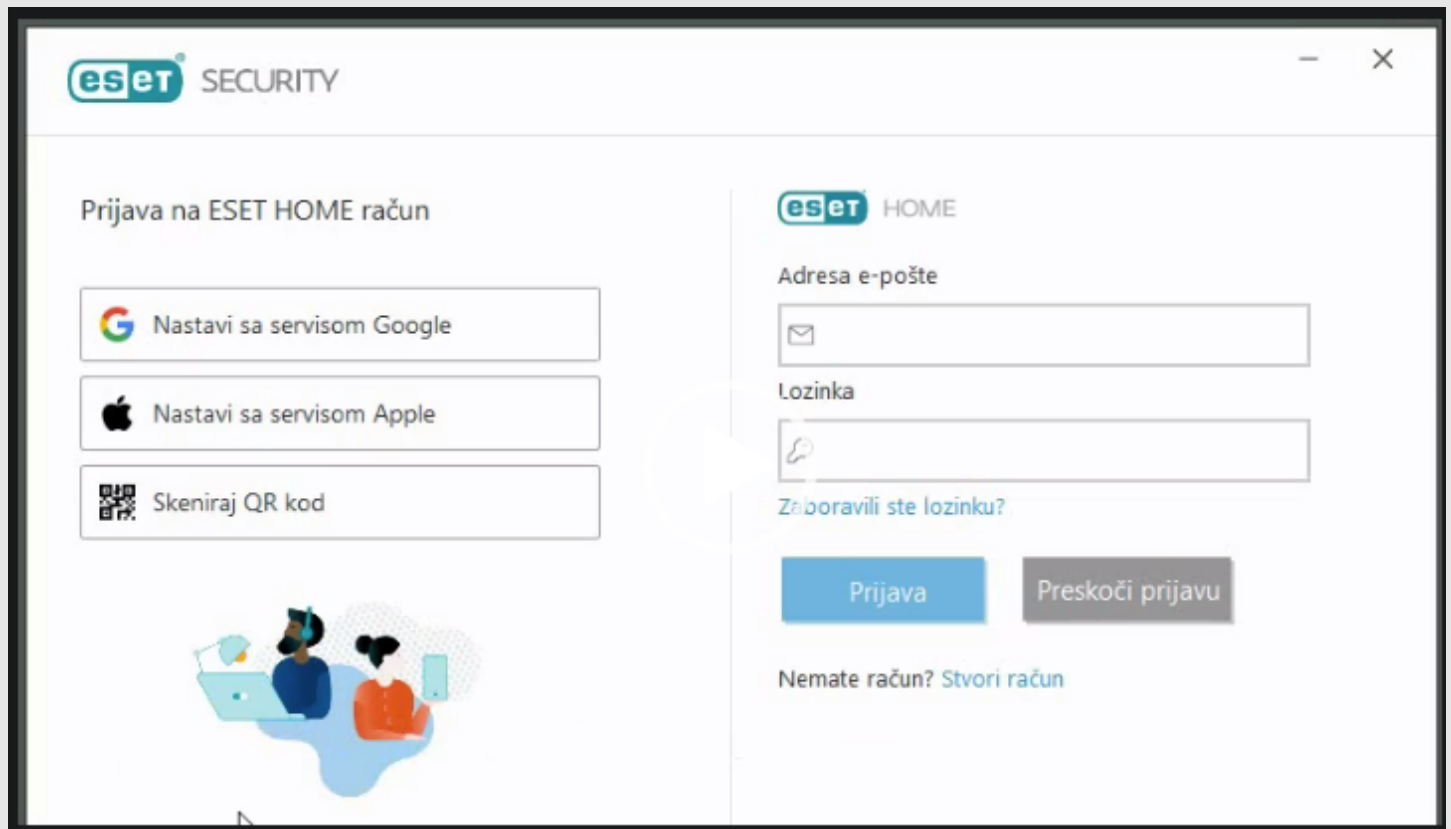 eset® SECURITY
Prijava na ESET HOME račun
Nastavi sa servisom Google
Nastavi sa servisom Apple
Skeniraj QR kod
eset HOME
Adresa e-pošte
Lozinka
Zaboravili ste lozinku?
Prijava
Preskoči prijavu
Nemate račun? Stvori račun